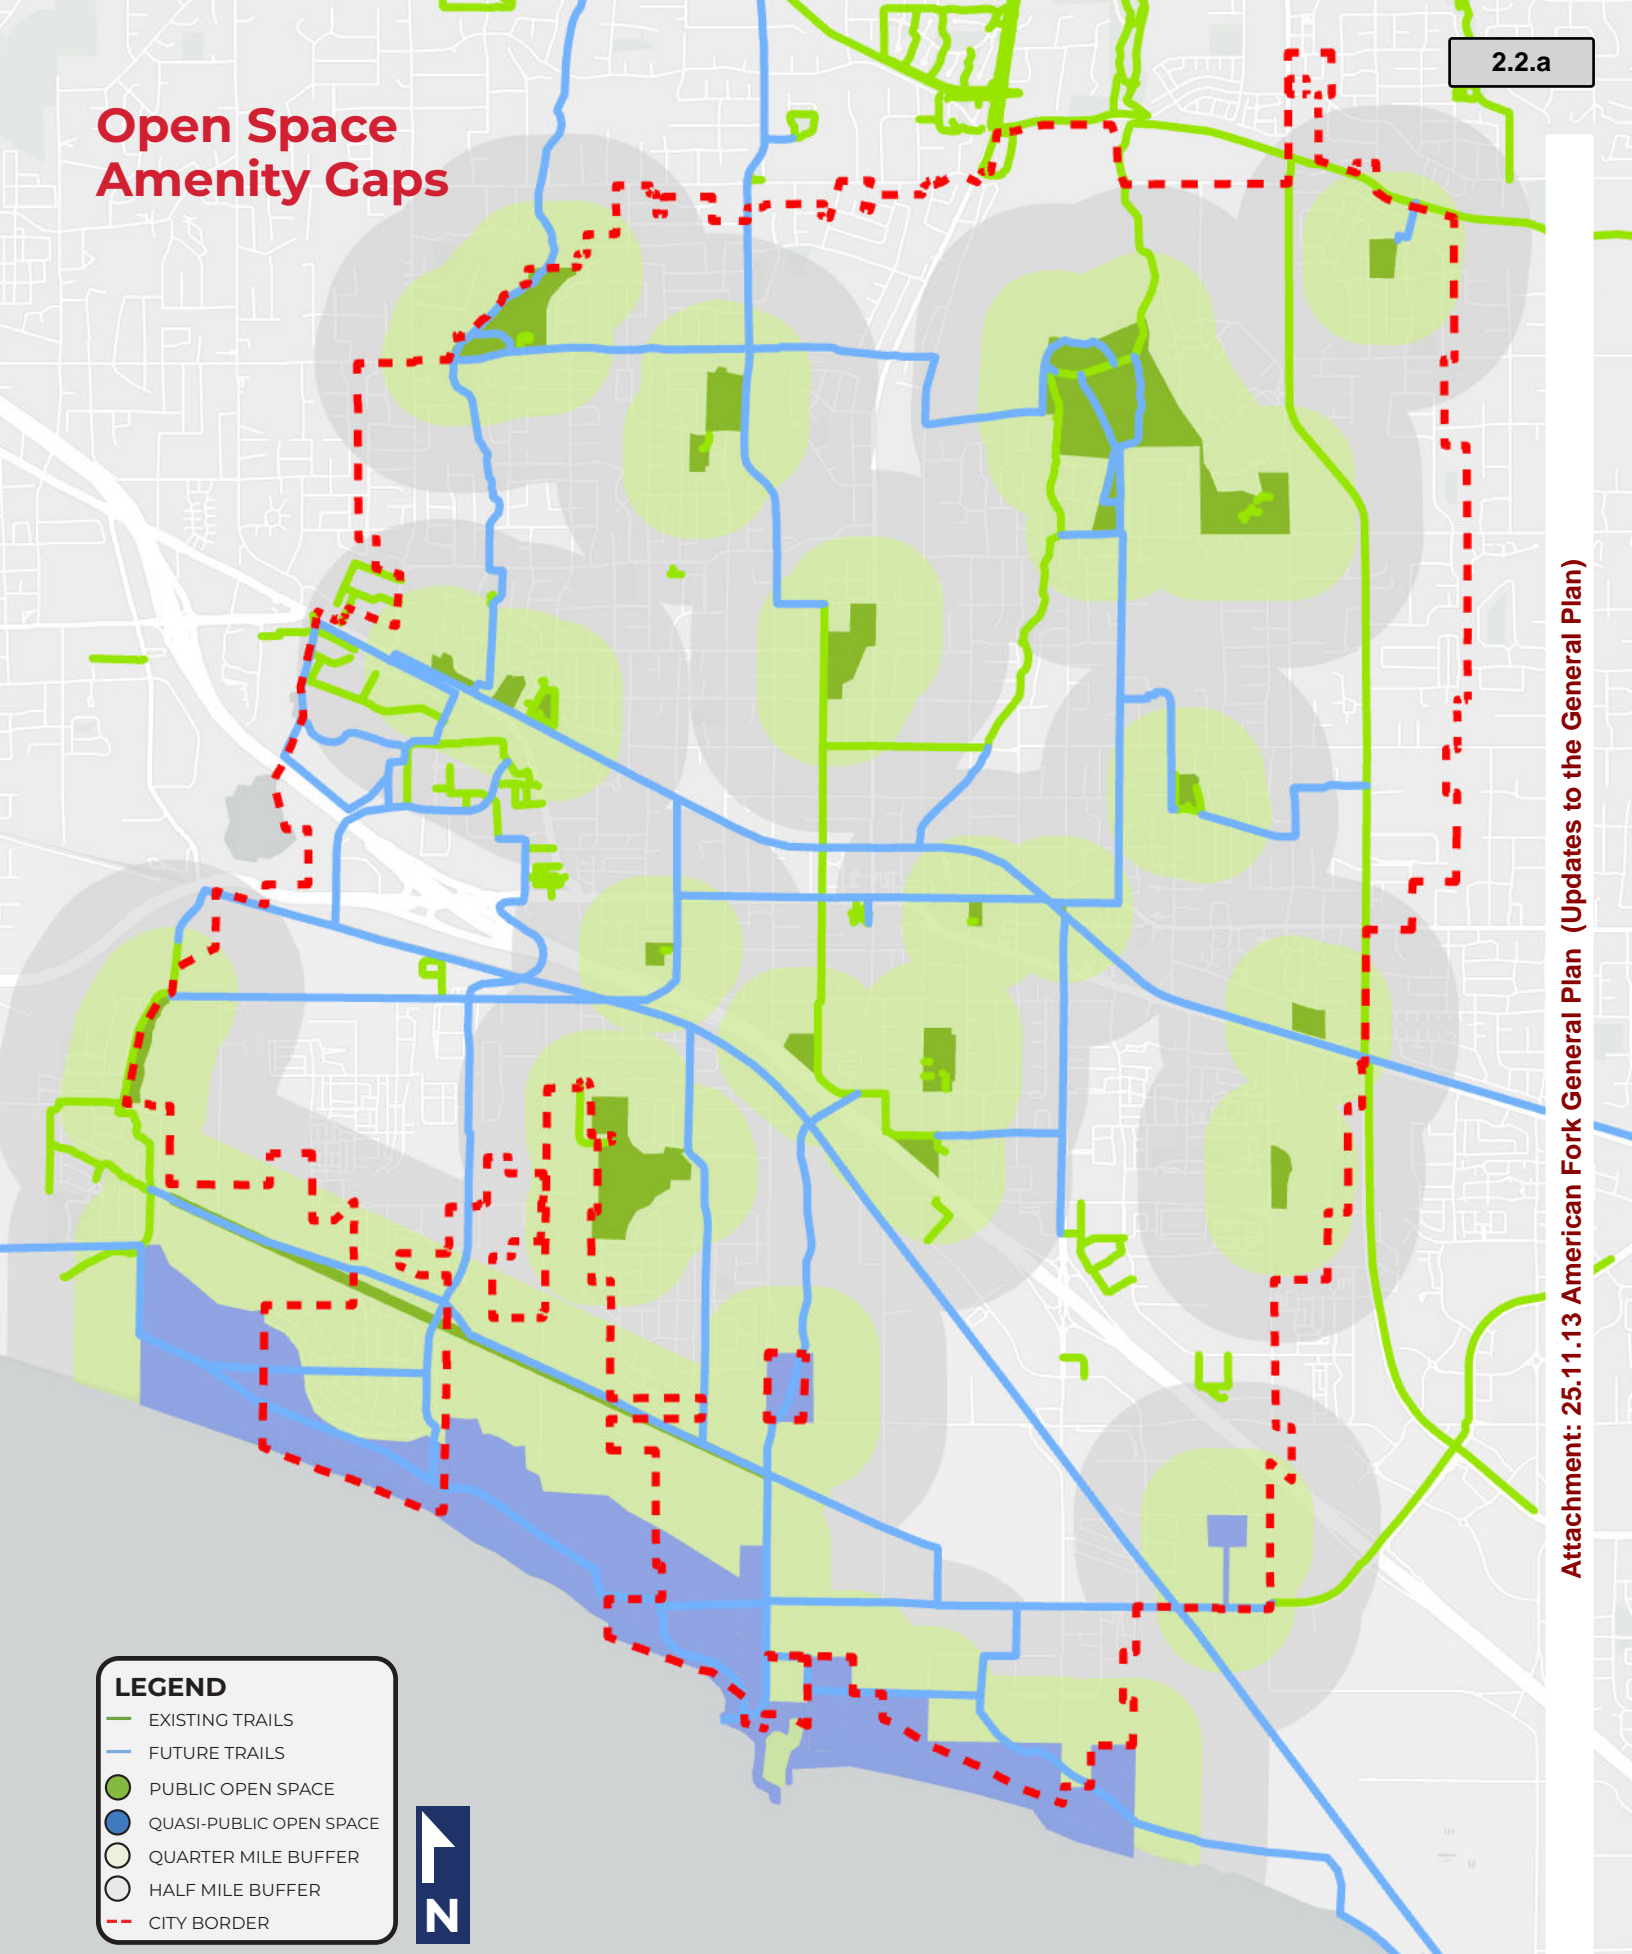 2.2.a
Open Space
Amenity Gaps
Attachment: 25.11.13 American Fork General Plan  (Updates to the General Plan)
LEGEND
EXISTING TRAILS
FUTURE TRAILS
PUBLIC OPEN SPACE
QUASI-PUBLIC OPEN SPACE
QUARTER MILE BUFFER
HALF MILE BUFFER
CITY BORDER
N